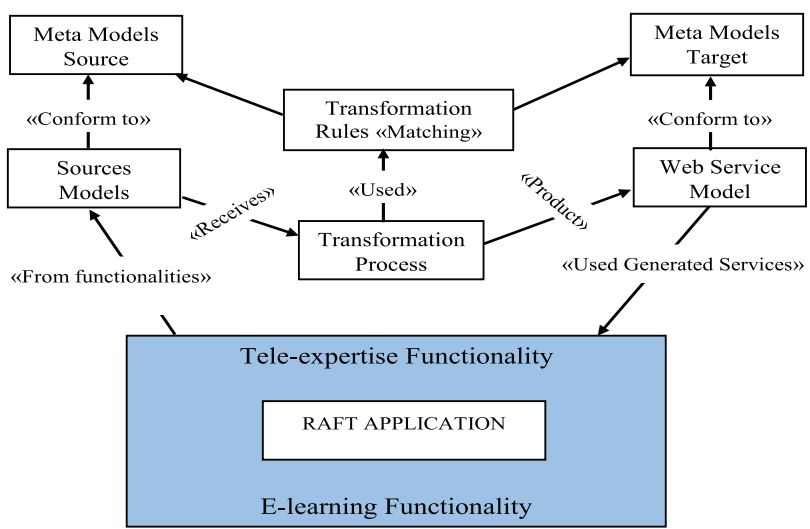 Meta Models
Source
Meta Models
Target
Transformation
Rules «Matching»
«Conform to»
«Conform to»
Sources
Models
Web Service
Model
«Used»
«Receives»
«Product»
Transformation
Process
«From functionalities»
«Used Generated Services»
Tele-expertise Functionality
RAFT APPLICATION
E-learning Functionality